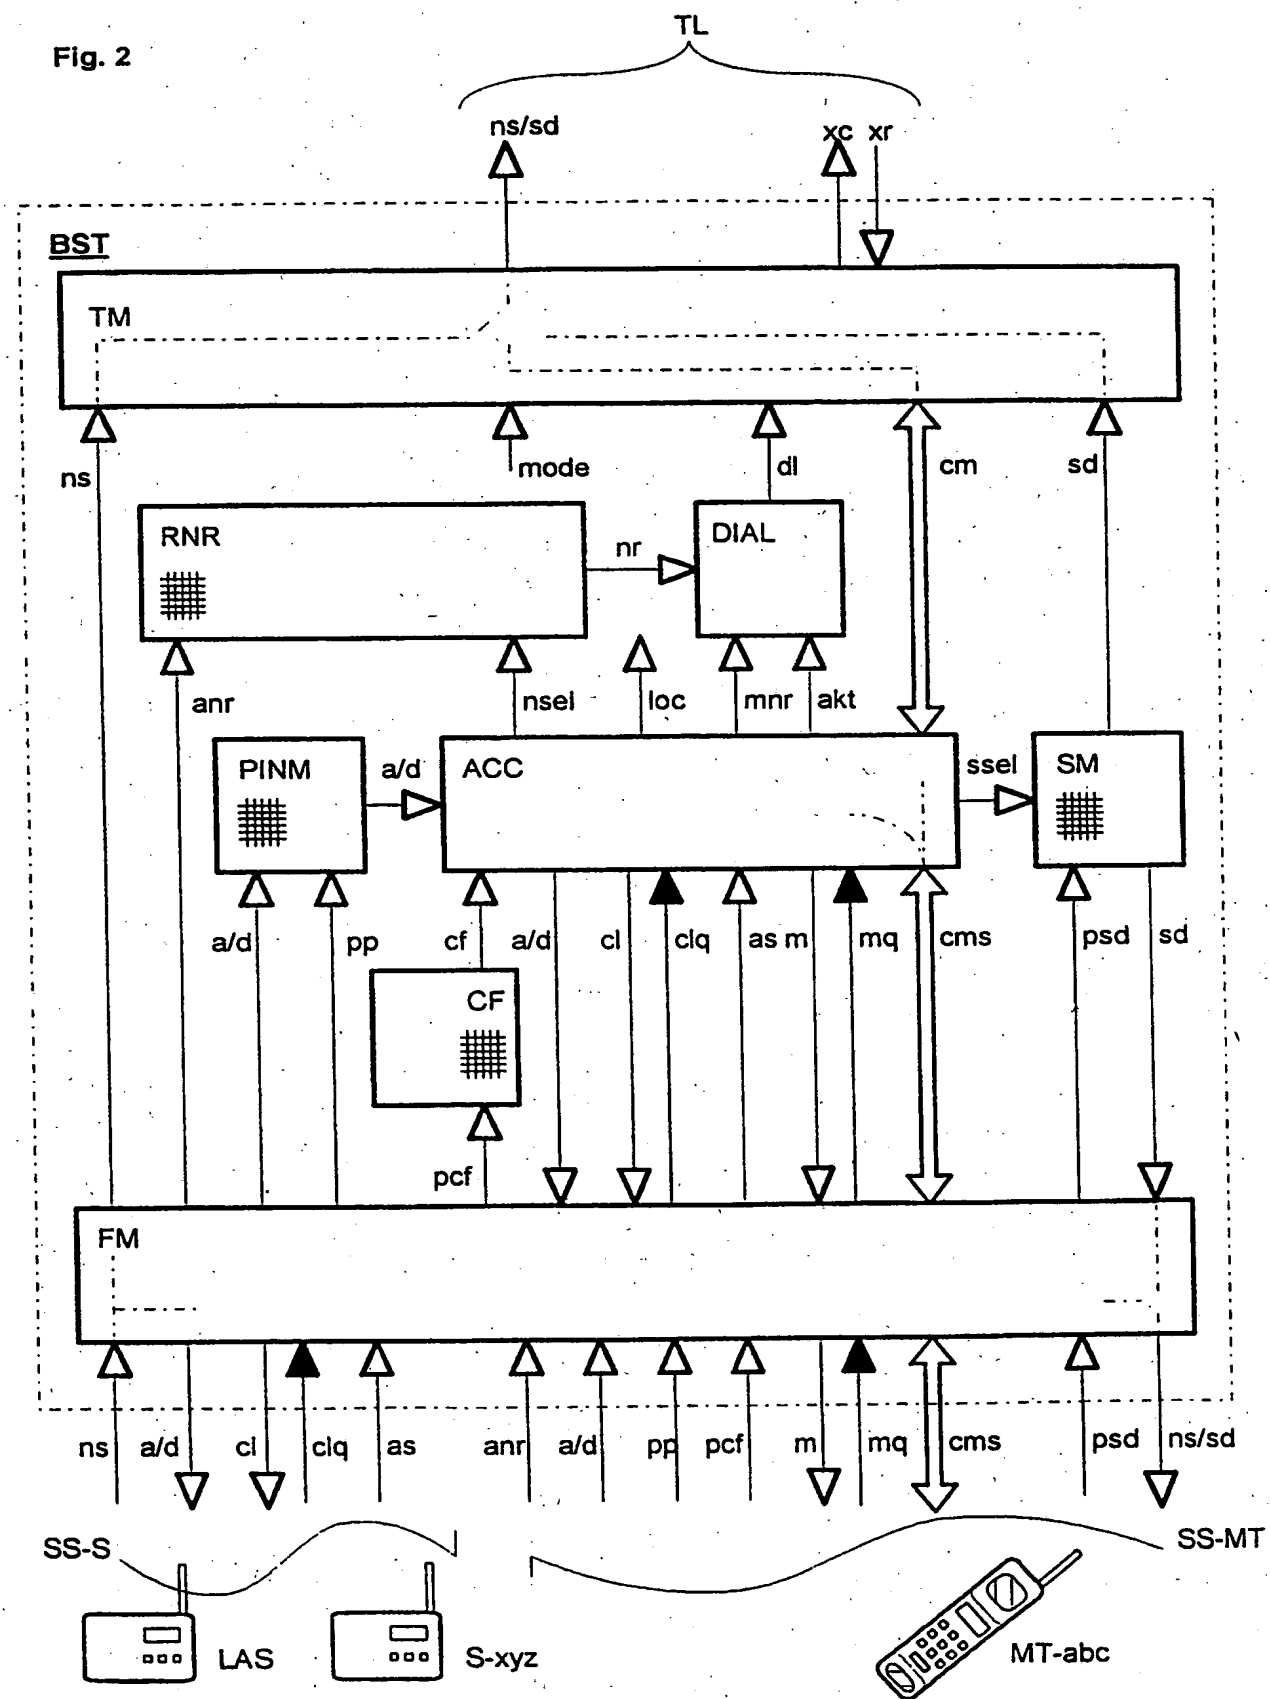 TL
Fig. 2
ns/sd
xc xr
BST
TM
ns
mode
dl
cm
sd
RNR
nr
DIAL
anr
nsel
loc
mnr
akt
PINM
a/d
ACC
ssel
SM
a/d
pp
cf
a/d
cl
clq
as
m
mq
cms
psd
sd
CF
pcf
FM
ns
a/d
cl
clq
as
anr
a/d
pp
pcf
m
mq
cms
psd
ns/sd
SS-S
SS-MT
LAS
S-xyz
MT-abc